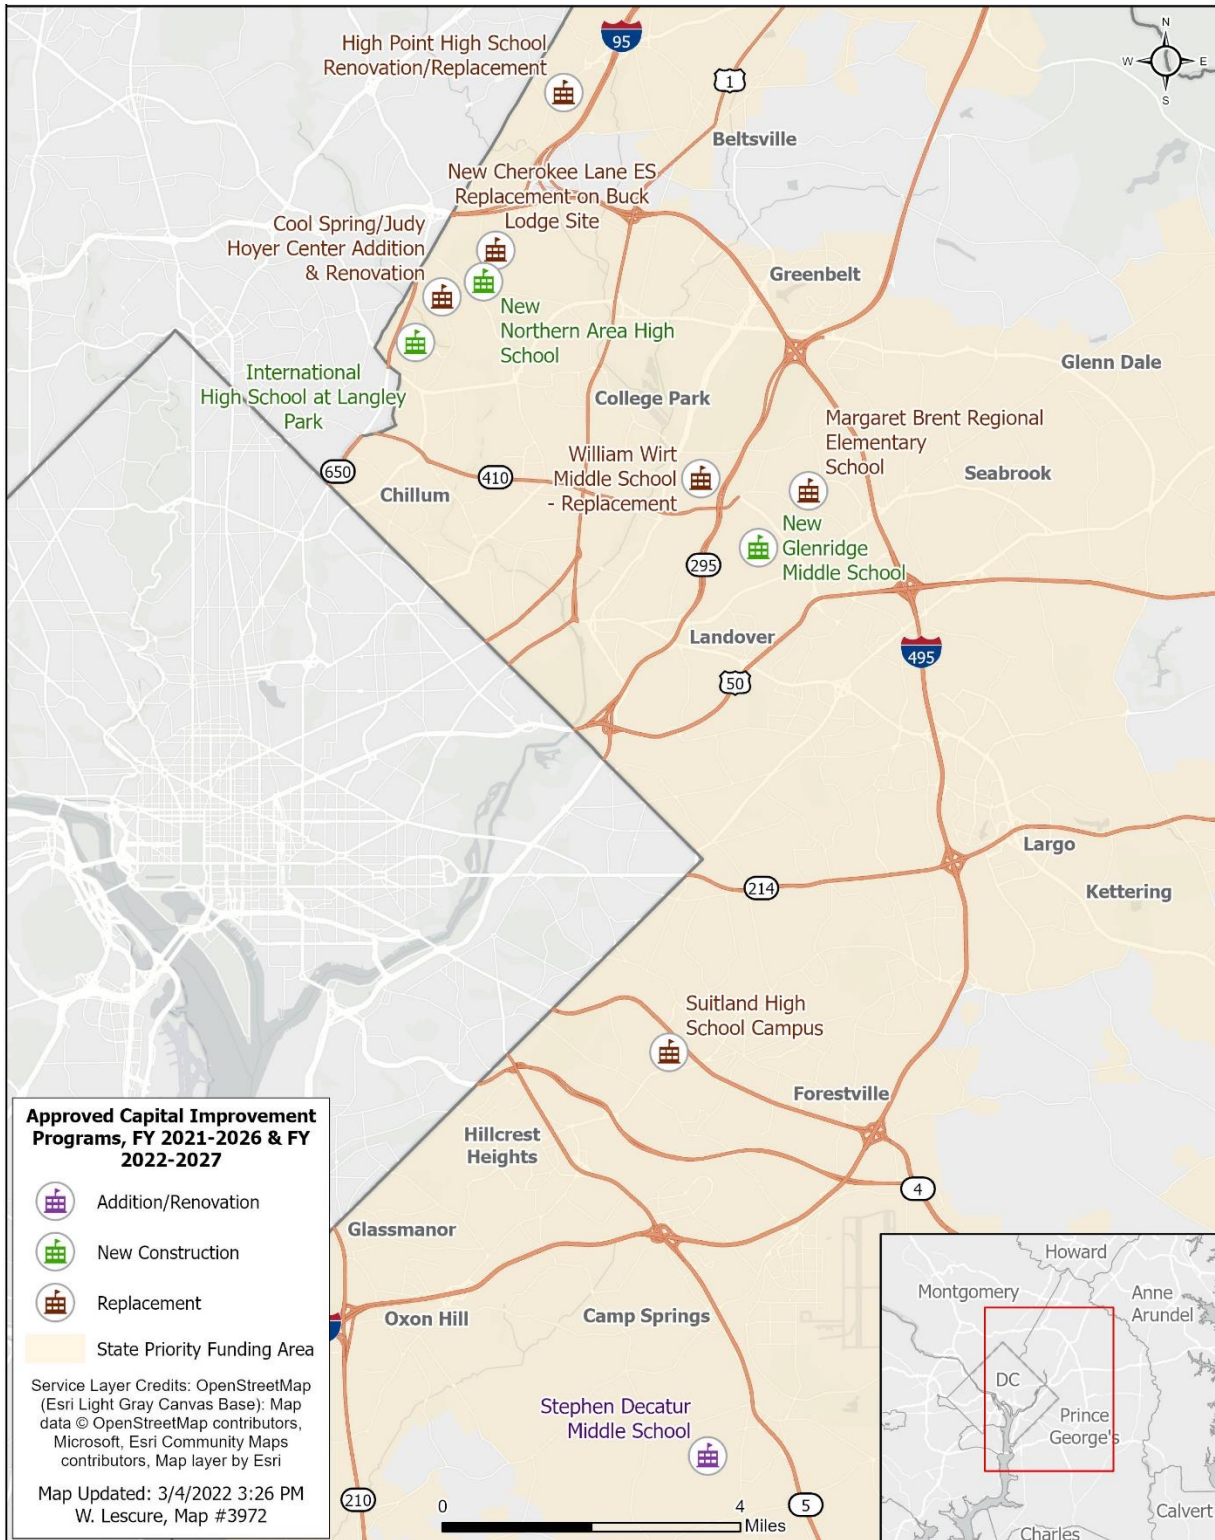 High Point High School
Renovation/Replacement
95
N
W
E
S
1
Beltsville
New Cherokee Lane ES
Replacement on Buck
Lodge Site
Cool Spring/Judy
Hoyer Center Addition
& Renovation
Greenbelt
New
Northern Area High
School
International
High School at Langley
Park
Glenn Dale
College Park
Margaret Brent Regional
Elementary
School
William Wirt
Middle School
- Replacement
Seabrook
650
410
Chillum
New
Glenridge
Middle School
295
Landover
495
50
Largo
214
Kettering
Suitland High
School Campus
Forestville
Hillcrest
Heights
4
Glassmanor
Oxon Hill
Camp Springs
Stephen Decatur
Middle School
210
5
0
4
Miles
Approved Capital Improvement
Programs, FY 2021-2026 & FY
2022-2027
Addition/Renovation
New Construction
Replacement
State Priority Funding Area
Service Layer Credits: OpenStreetMap
(Esri Light Gray Canvas Base): Map
data © OpenStreetMap contributors,
Microsoft, Esri Community Maps
contributors, Map layer by Esri
Map Updated: 3/4/2022 3:26 PM
W. Lescure, Map #3972
Howard
Montgomery
Anne
Arundel
DC
Prince
George's
Calvert
Charles